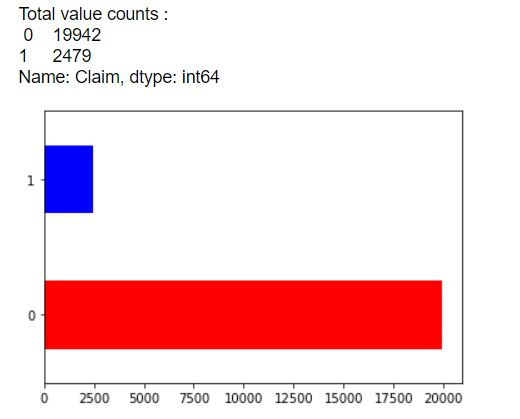 Total value counts :
0    19942
1    2479
Name: Claim, dtype: int64
1
0
0 2500 5000 7500 10000 12500 15000 17500 20000